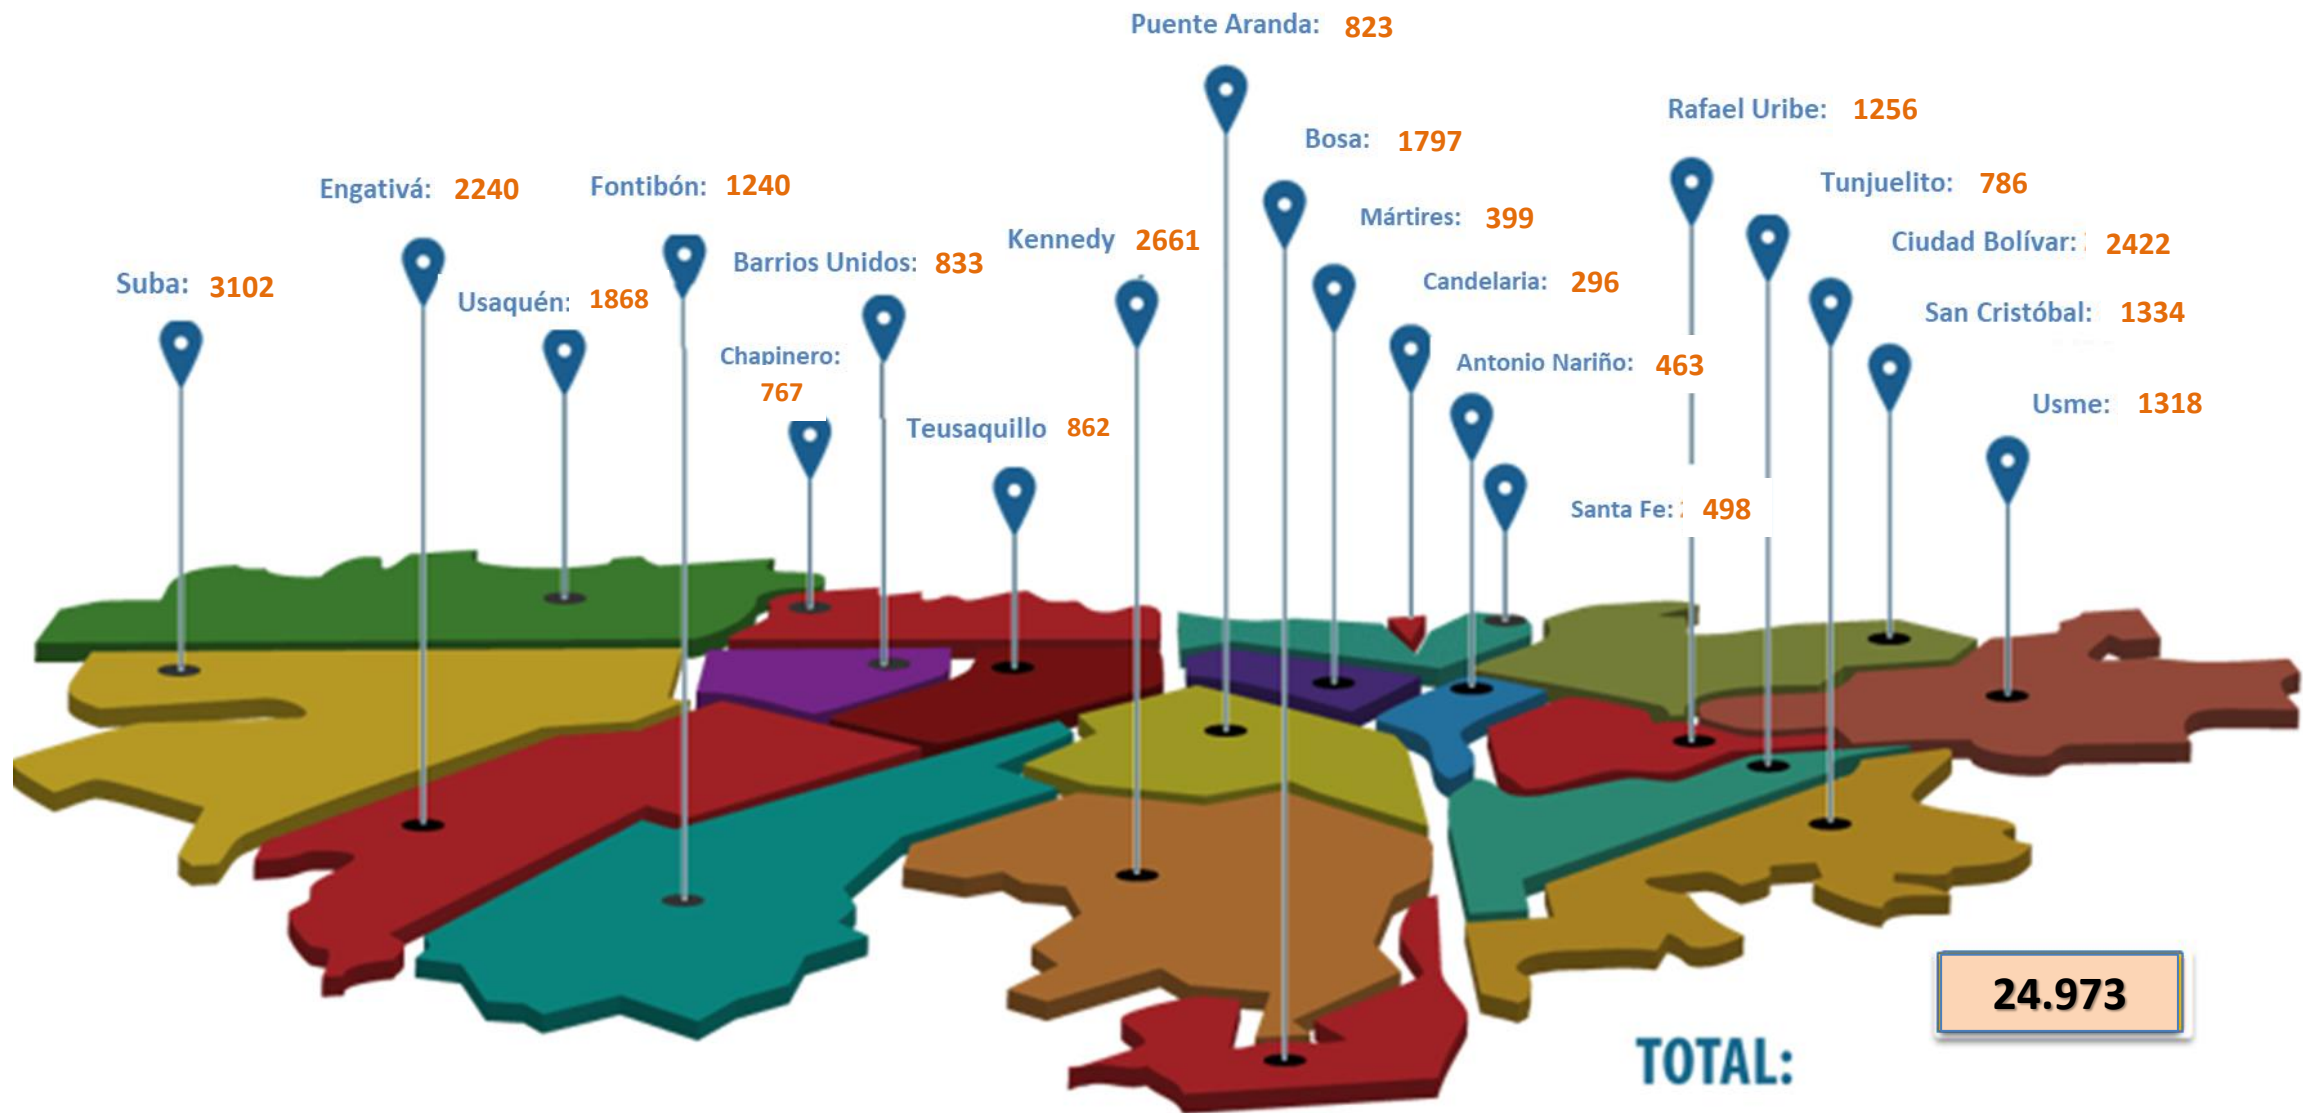 Puente Aranda: 823
Rafael Uribe: 1256
Bosa: 1797
Engativá: 2240
Fontibón: 1240
Tunjuelito: 786
Mártires: 399
Kennedy 2661
Ciudad Bolívar: 2422
Barrios Unidos: 833
Suba: 3102
Usaquén: 1868
Candelaria: 296
San Cristóbal: 1334
Chapinero:
767
Antonio Nariño: 463
Usme: 1318
Teusaquillo 862
Santa Fe: 498
24.973
TOTAL: